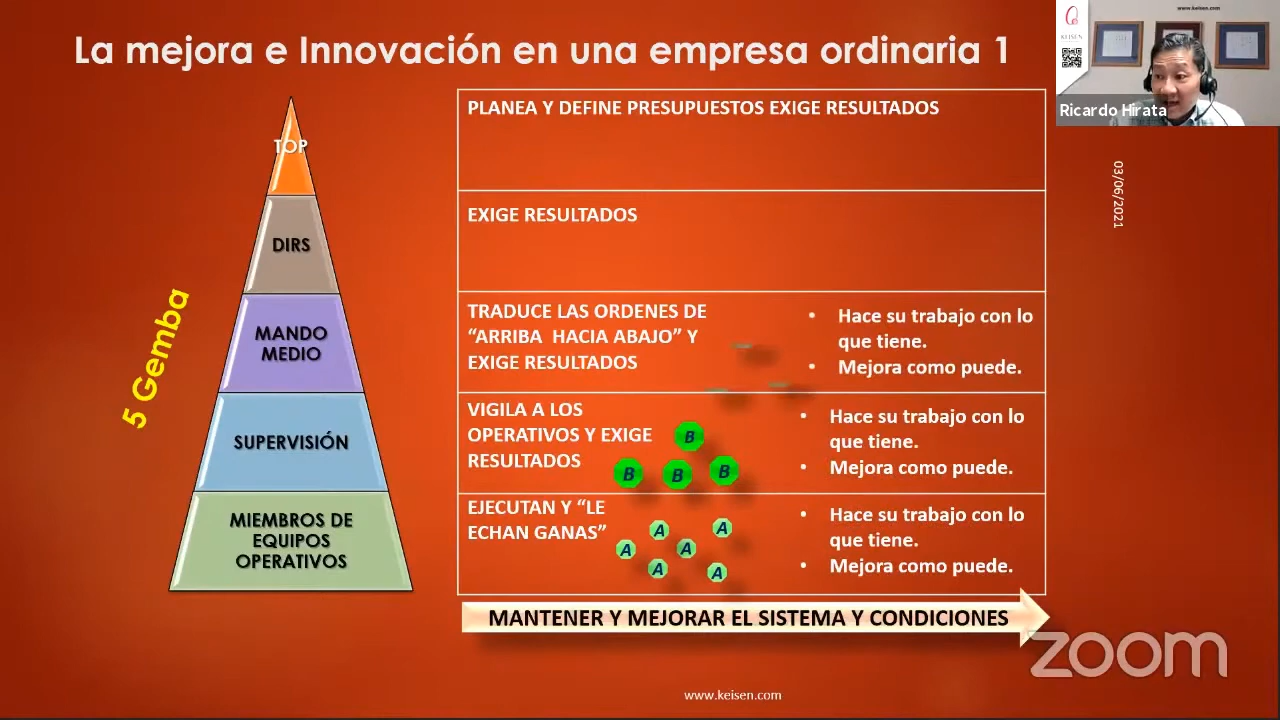 La mejora e Innovación en una empresa ordinaria 1
www.keisen.com
KEISEN
Ricardo Hirata
03/06/2021
5 Gemba
TOP
DIRS
MANDO
MEDIO
SUPERVISIÓN
MIEMBROS DE
EQUIPOS
OPERATIVOS
PLANEA Y DEFINE PRESUPUESTOS EXIGE RESULTADOS
EXIGE RESULTADOS
TRADUCE LAS ORDENES DE
“ARRIBA HACIA ABAJO” Y
EXIGE RESULTADOS
• Hace su trabajo con lo
que tiene.
• Mejora como puede.
VIGILA A LOS
OPERATIVOS Y EXIGE
RESULTADOS
B
B
B
B
• Hace su trabajo con lo
que tiene.
• Mejora como puede.
EJECUTAN Y “LE
ECHAN GANAS”
A
A
A
A
A
A
• Hace su trabajo con lo
que tiene.
• Mejora como puede.
MANTENER Y MEJORAR EL SISTEMA Y CONDICIONES
zoom
www.keisen.com